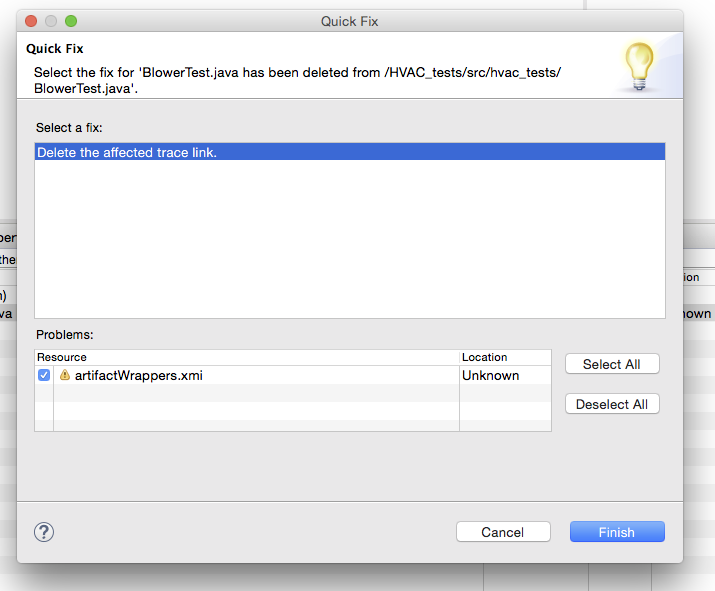 Quick Fix
Quick Fix
Select the fix for 'BlowerTest.java has been deleted from /HVAC_tests/src/hvac_tests/
BlowerTest.java'.
Select a fix:
Delete the affected trace link.
Problems:
Resource Location
artifactWrappers.xmi Unknown
Select All
Deselect All
? Cancel Finish